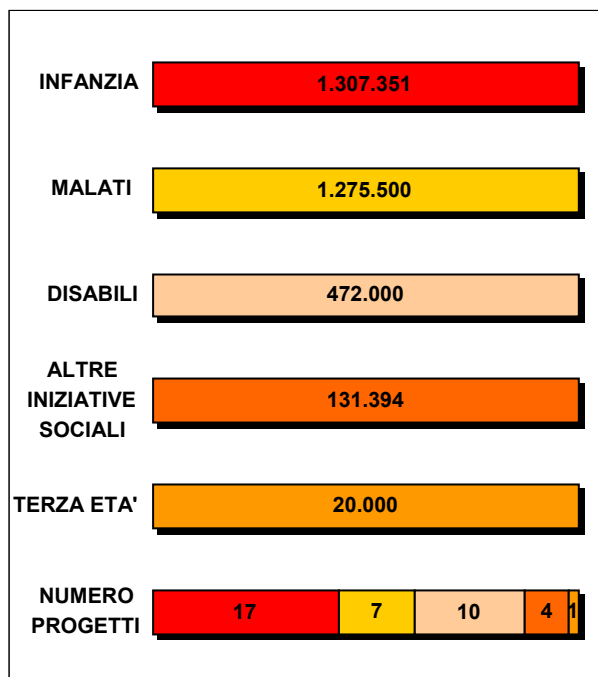 INFANZIA
1.307.351
MALATI
1.275.500
DISABILI
472.000
ALTRE
INIZIATIVE
SOCIALI
131.394
TERZA ETA'
20.000
NUMERO
PROGETTI
17 7 10 4 1